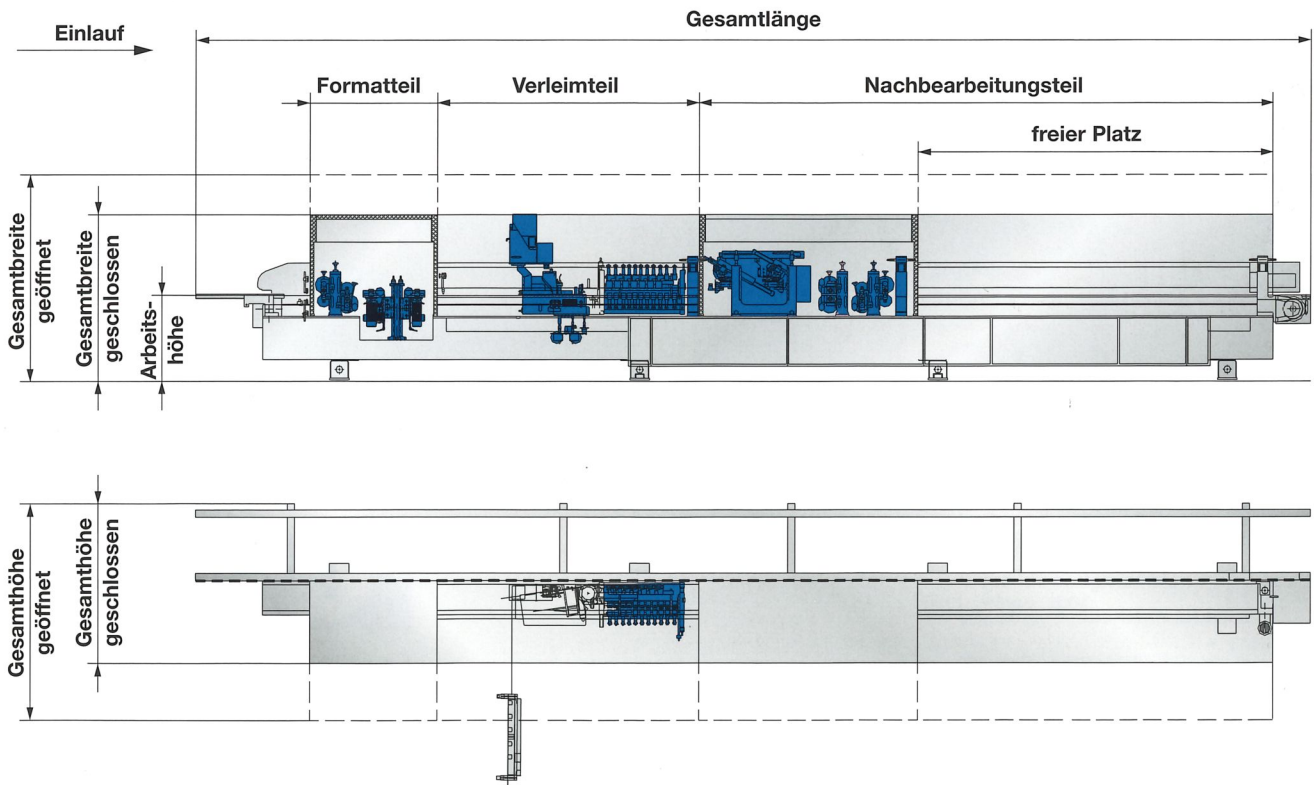 Gesamtlänge
Einlauf
Formatteil
Verleimteil
Nachbearbeitungsteil
freier Platz
Gesamtbreite
geöffnet
Gesamtbreite
geschlossen
Arbeits-
höhe
Gesamthöhe
geöffnet
Gesamthöhe
geschlossen